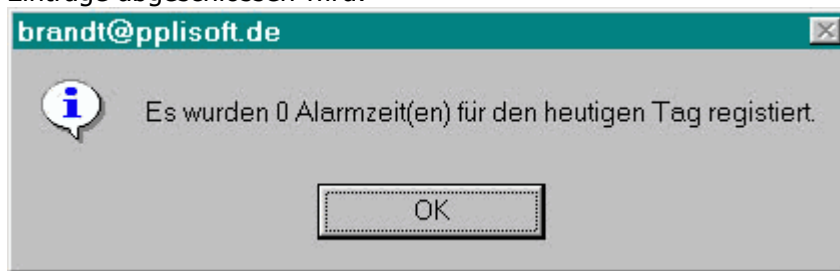 Einträge abgeschlossen wird.
brandt@pplisoft.de
Es wurden 0 Alarmzeit(en) für den heutigen Tag registiert.
OK